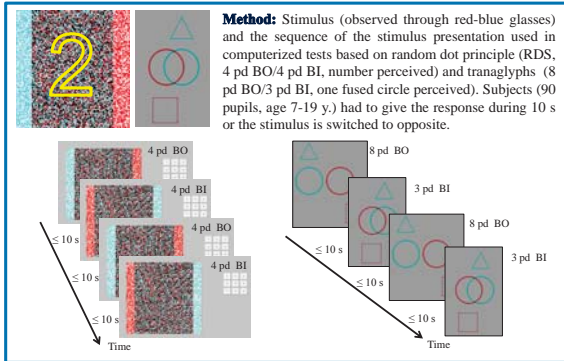 2
Method: Stimulus (observed through red-blue glasses)
and the sequence of the stimulus presentation used in
computerized tests based on random dot principle (RDS,
4 pd BO/4 pd BI, number perceived) and tranaglyphs (8
pd BO/3 pd BI, one fused circle perceived). Subjects (90
pupils, age 7-19 y.) had to give the response during 10 s
or the stimulus is switched to opposite.
4 pd BO
4 pd BI
4 pd BO
4 pd BI
≤ 10 s
≤ 10 s
≤ 10 s
Time
8 pd BO
3 pd BI
8 pd BO
3 pd BI
≤ 10 s
≤ 10 s
≤ 10 s
Time